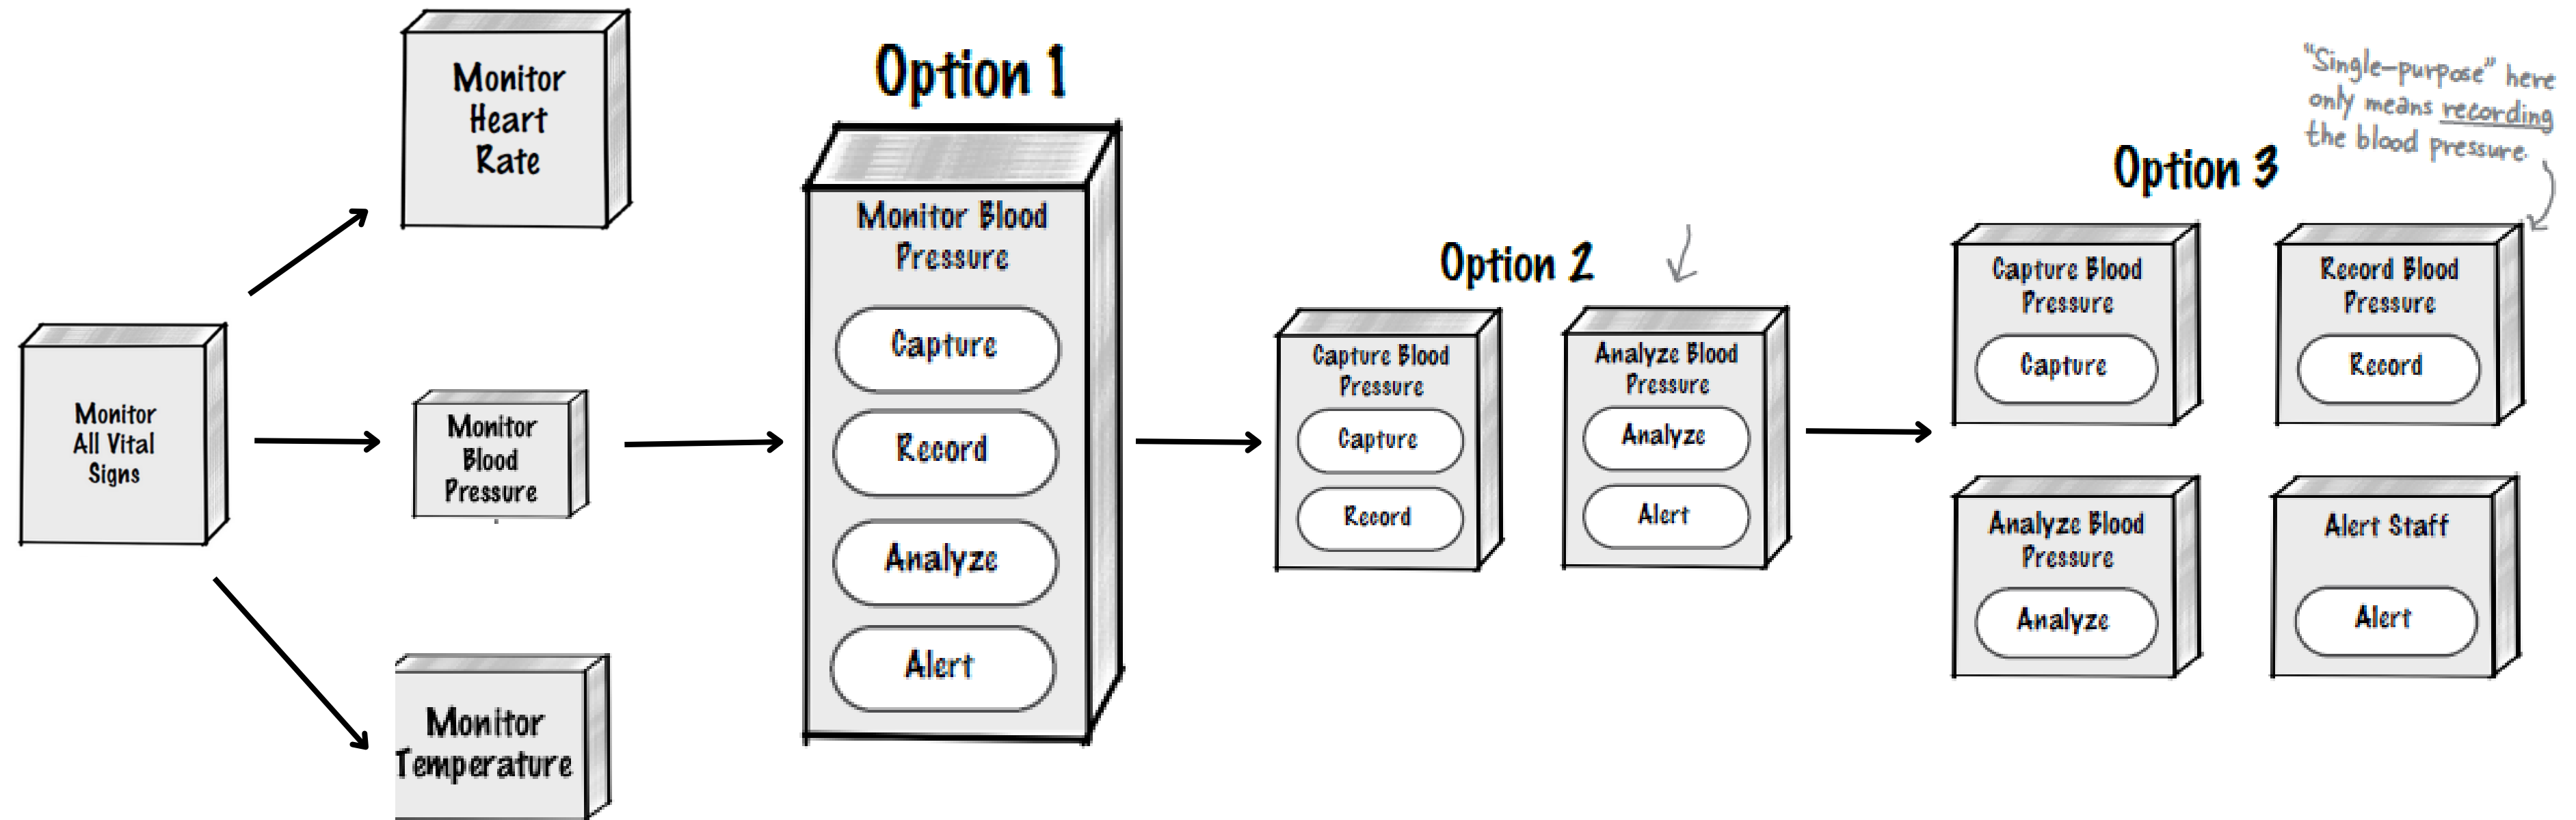 Monitor
All Vital
Signs
Monitor
Heart
Rate
Monitor
Blood
Pressure
Monitor
Temperature
Option 1
Monitor Blood
Pressure
Capture
Record
Analyze
Alert
Option 2
Capture Blood
Pressure
Capture
Record
Analyze Blood
Pressure
Analyze
Alert
Option 3
"Single-purpose" here
only means recording
the blood pressure.
Capture Blood
Pressure
Capture
Record Blood
Pressure
Record
Analyze Blood
Pressure
Analyze
Alert Staff
Alert